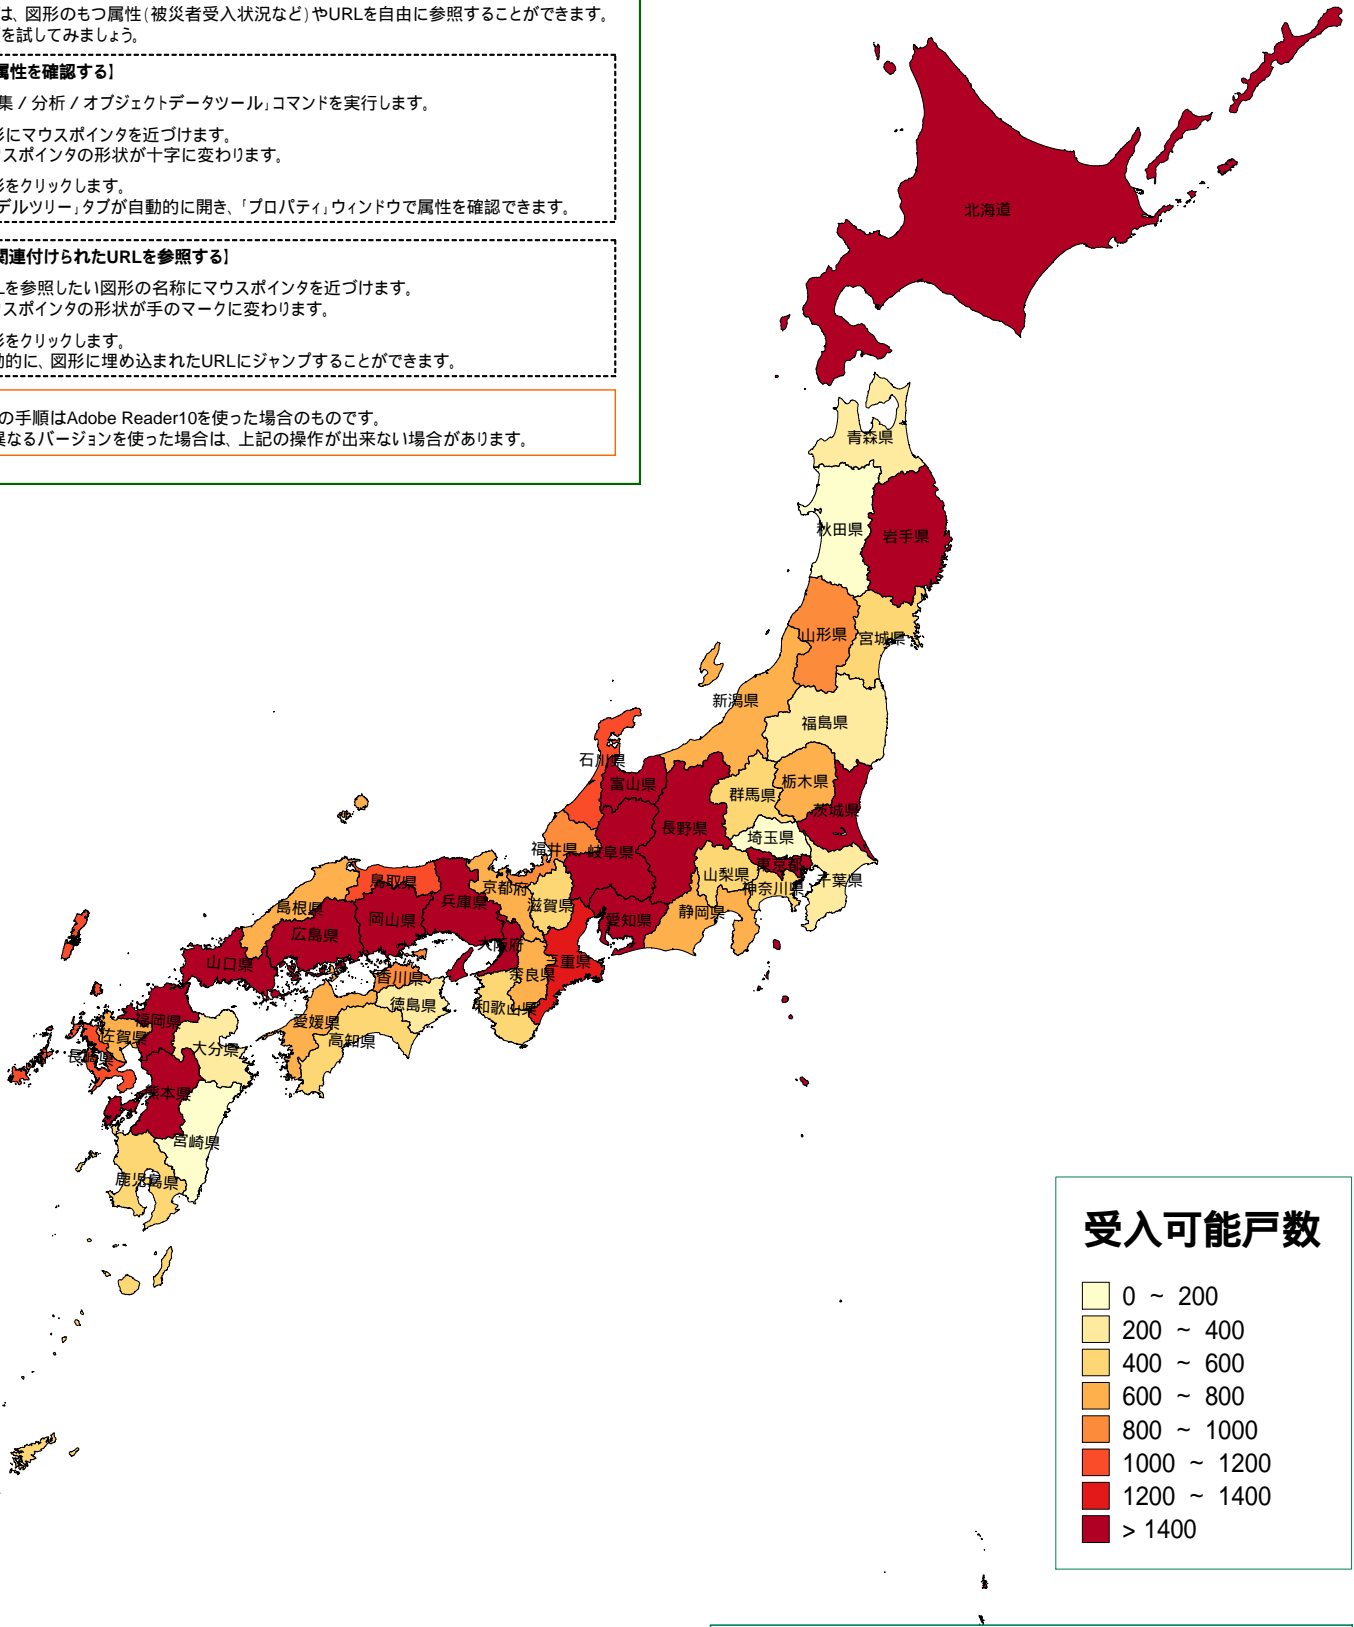 は、図形のもつ属性(被災者受入状況など)やURLを自由に参照することができます。
を試してみましょう。
属性を確認する】
集 / 分析 / オブジェクトデータツール」コマンドを実行します。
形にマウスポインタを近づけます。
ウスポインタの形状が十字に変わります。
形をクリックします。
デルツリー」タブが自動的に開き、「プロパティ」ウィンドウで属性を確認できます。
関連付けられたURLを参照する】
Lを参照したい図形の名称にマウスポインタを近づけます。
ウスポインタの形状が手のマークに変わります。
形をクリックします。
動的に、図形に埋め込まれたURLにジャンプすることができます。
の手順はAdobe Reader10を使った場合のものです。
異なるバージョンを使った場合は、上記の操作が出来ない場合があります。
北海道
青森県
秋田県
岩手県
山形県
宮城県
新潟県
福島県
石川県
富山県
群馬県
栃木県
茨城県
長野県
埼玉県
福井県
岐阜県
東京都
山梨県
神奈川県
千葉県
鳥取県
京都府
兵庫県
滋賀県
島根県
岡山県
愛知県
静岡県
広島県
大阪府
山口県
香川県
奈良県
三重県
徳島県
和歌山県
愛媛県
高知県
福岡県
佐賀県
長崎県
大分県
熊本県
宮崎県
鹿児島県
受入可能戸数
0 ~ 200
200 ~ 400
400 ~ 600
600 ~ 800
800 ~ 1000
1000 ~ 1200
1200 ~ 1400
> 1400